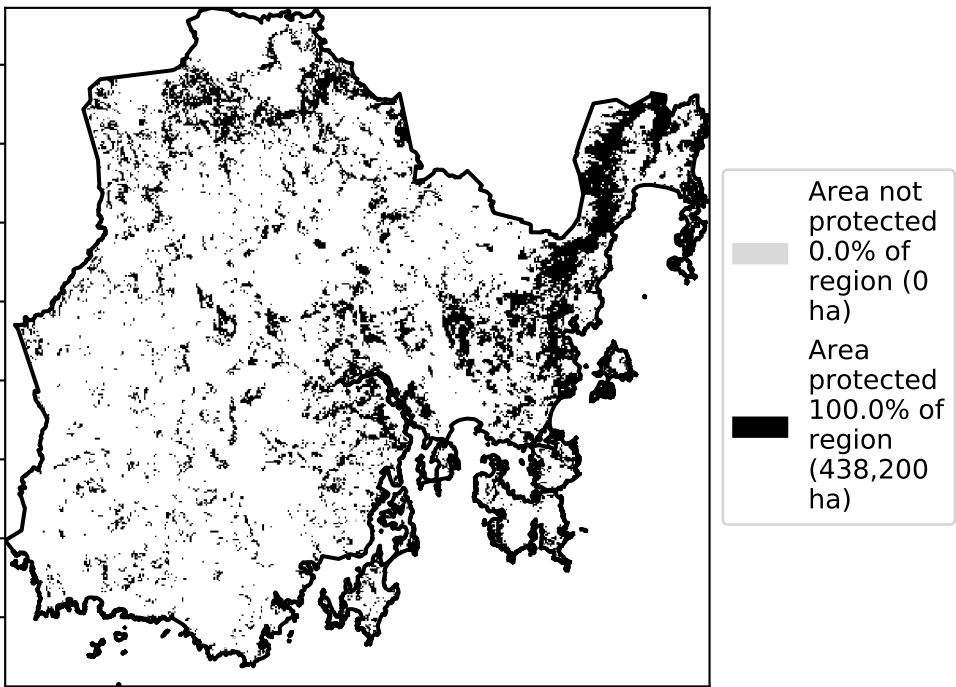 Area not
protected
0.0% of
region (0
ha)
Area
protected
100.0% of
region
(438,200
ha)